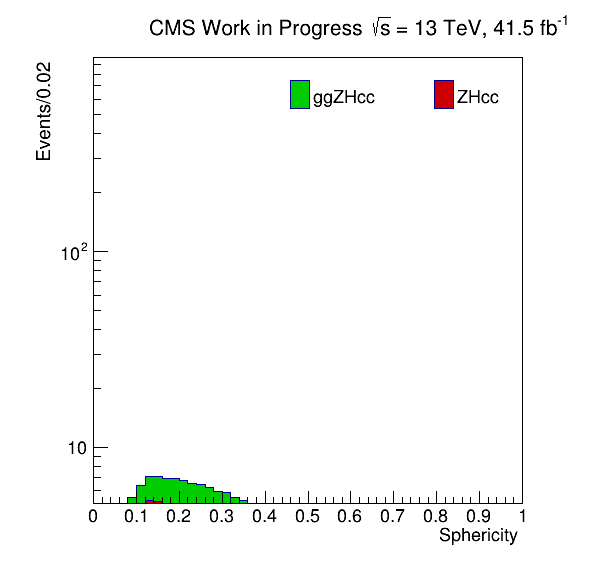 CMS Work in Progress √s = 13 TeV, 41.5 fb⁻¹
Events/0.02
ggZHcc ZHcc
10²
10
0 0.1 0.2 0.3 0.4 0.5 0.6 0.7 0.8 0.9 1
Sphericity